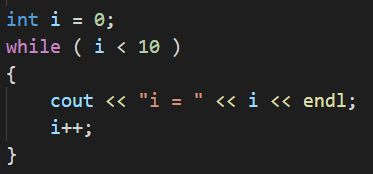 int i = 0;
while ( i < 10 )
{
    cout << "i = " << i << endl;
    i++;
}